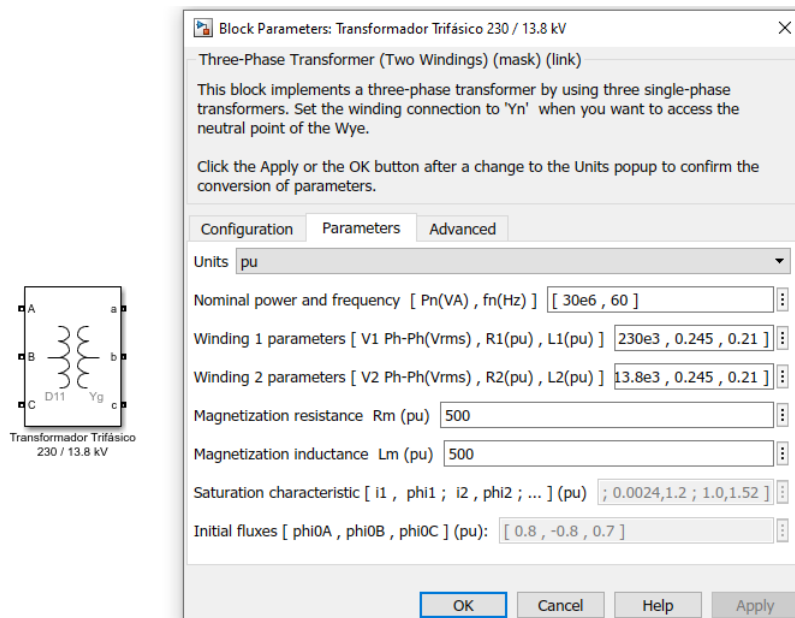 Block Parameters: Transformador Trifásico 230 / 13.8 kV
Three-Phase Transformer (Two Windings) (mask) (link)
This block implements a three-phase transformer by using three single-phase
transformers. Set the winding connection to 'Yn' when you want to access the
neutral point of the Wye.
Click the Apply or the OK button after a change to the Units popup to confirm the
conversion of parameters.
Configuration Parameters Advanced
Units pu
Nominal power and frequency [ Pn(VA) , fn(Hz) ] [ 30e6 , 60 ]
Winding 1 parameters [ V1 Ph-Ph(Vrms) , R1(pu) , L1(pu) ] 230e3 , 0.245 , 0.21 ]
Winding 2 parameters [ V2 Ph-Ph(Vrms) , R2(pu) , L2(pu) ] 13.8e3 , 0.245 , 0.21 ]
Magnetization resistance Rm (pu) 500
Magnetization inductance Lm (pu) 500
Saturation characteristic [ i1 , phi1 ; i2 , phi2 ; ... ] (pu) ; 0.0024,1.2 ; 1.0,1.52 ]
Initial fluxes [ phi0A , phi0B , phi0C ] (pu): [ 0.8 , -0.8 , 0.7 ]
OK Cancel Help Apply
A a
B b
C c
D11 Yg
Transformador Trifásico
230 / 13.8 kV